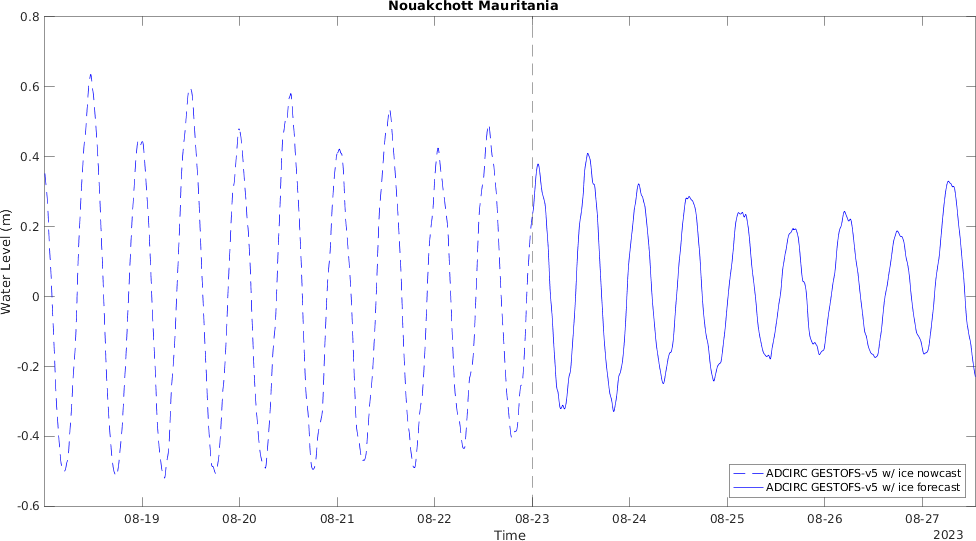 Nouakchott Mauritania
0.8
0.6
0.4
0.2
0
-0.2
-0.4
-0.6
Water Level (m)
ADCIRC GESTOFS-v5 w/ ice nowcast
ADCIRC GESTOFS-v5 w/ ice forecast
08-19 08-20 08-21 08-22 08-23 08-24 08-25 08-26 08-27
Time
2023